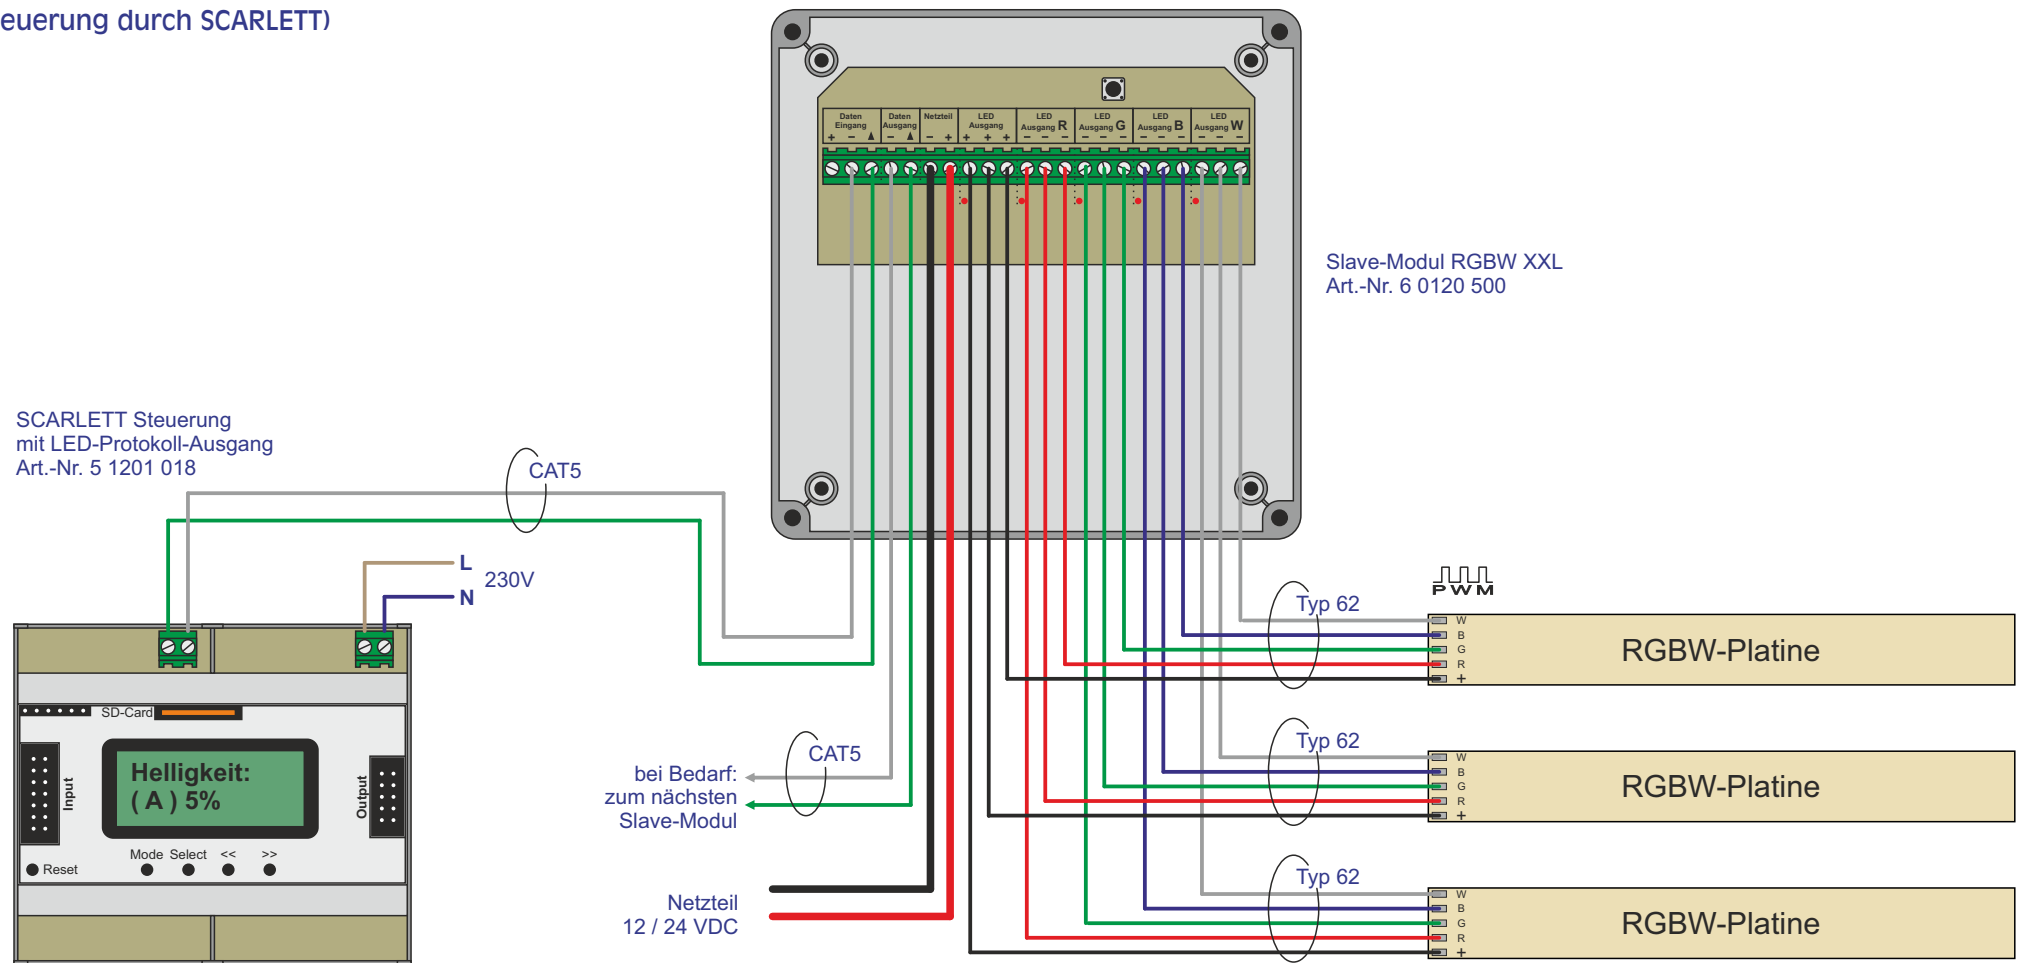 euerung durch SCARLETT)
Daten Eingang
+ − ▲
Daten Ausgang
− ▲
Netzteil
− +
LED Ausgang
+ + +
LED Ausgang R
− − −
LED Ausgang G
− − −
LED Ausgang B
− − −
LED Ausgang W
− − −
Slave-Modul RGBW XXL
Art.-Nr. 6 0120 500
SCARLETT Steuerung
mit LED-Protokoll-Ausgang
Art.-Nr. 5 1201 018
CAT5
L
230V
N
SD-Card
Helligkeit:
( A ) 5%
Input
Output
Mode Select << >>
Reset
CAT5
bei Bedarf:
zum nächsten
Slave-Modul
Netzteil
12 / 24 VDC
PWM
Typ 62
W
B
G
R
+
RGBW-Platine
Typ 62
W
B
G
R
+
RGBW-Platine
Typ 62
W
B
G
R
+
RGBW-Platine